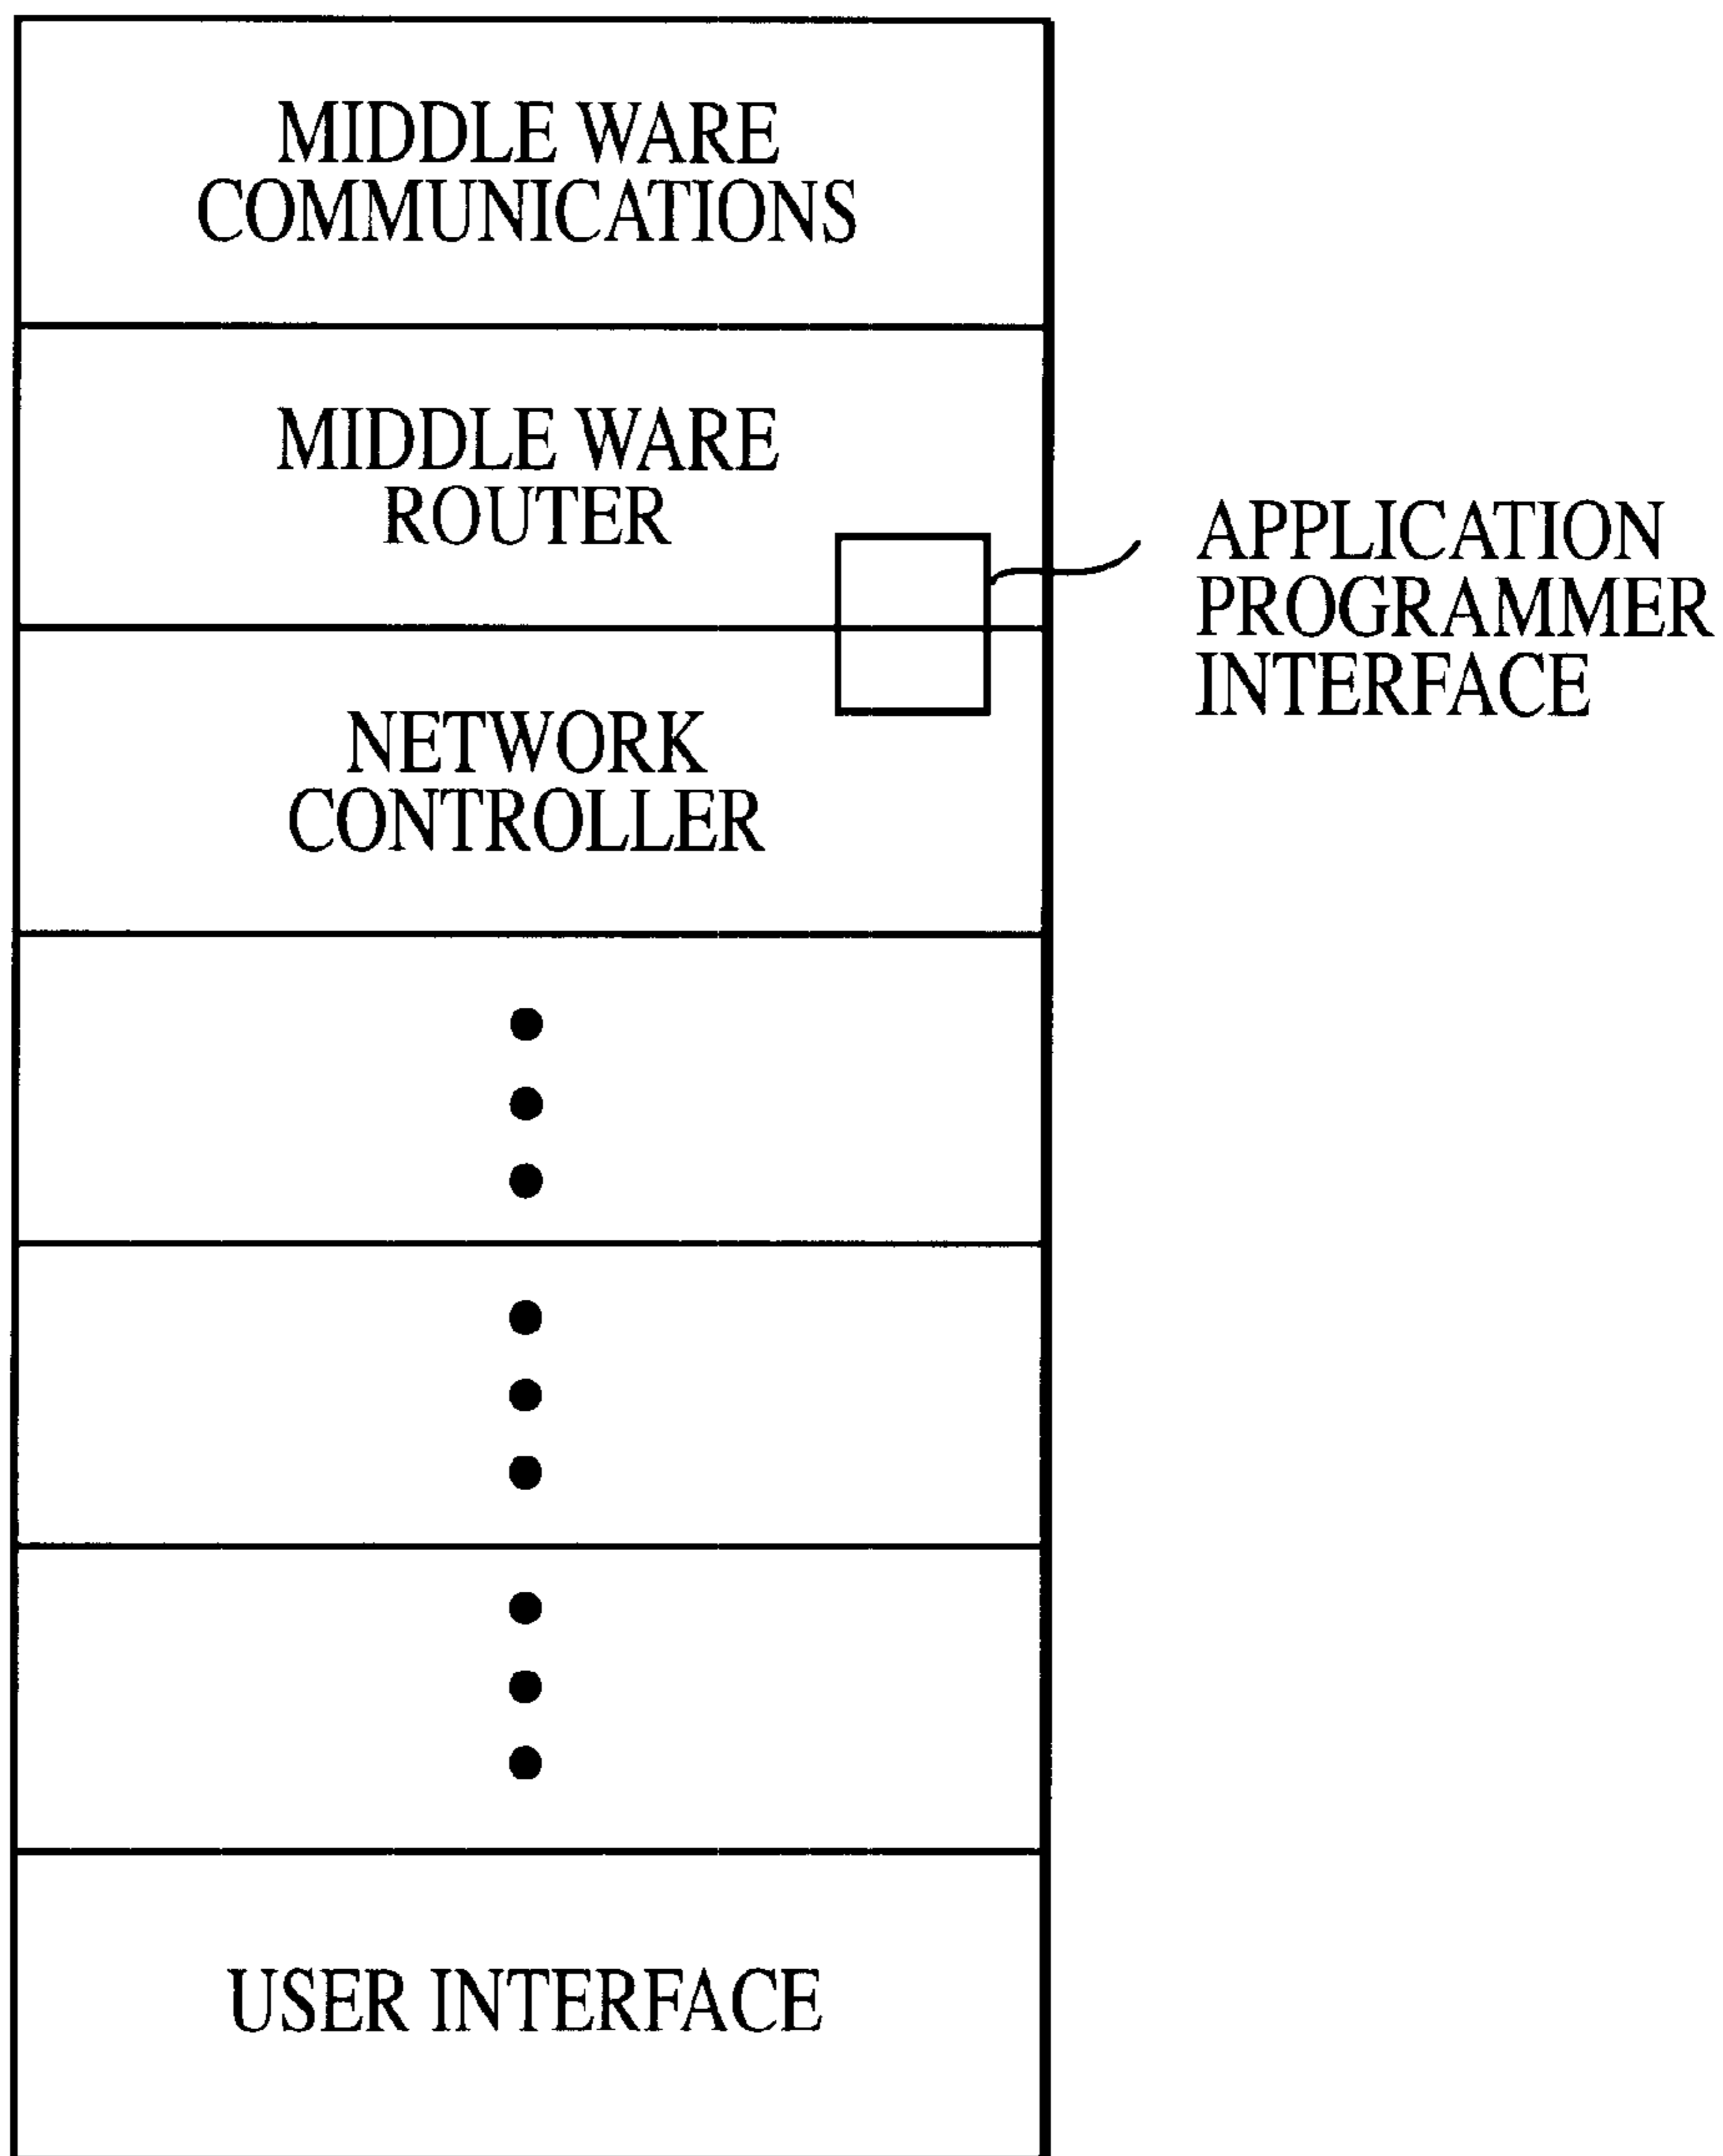 MIDDLE WARE
COMMUNICATIONS
MIDDLE WARE
ROUTER
APPLICATION
PROGRAMMER
INTERFACE
NETWORK
CONTROLLER
USER INTERFACE